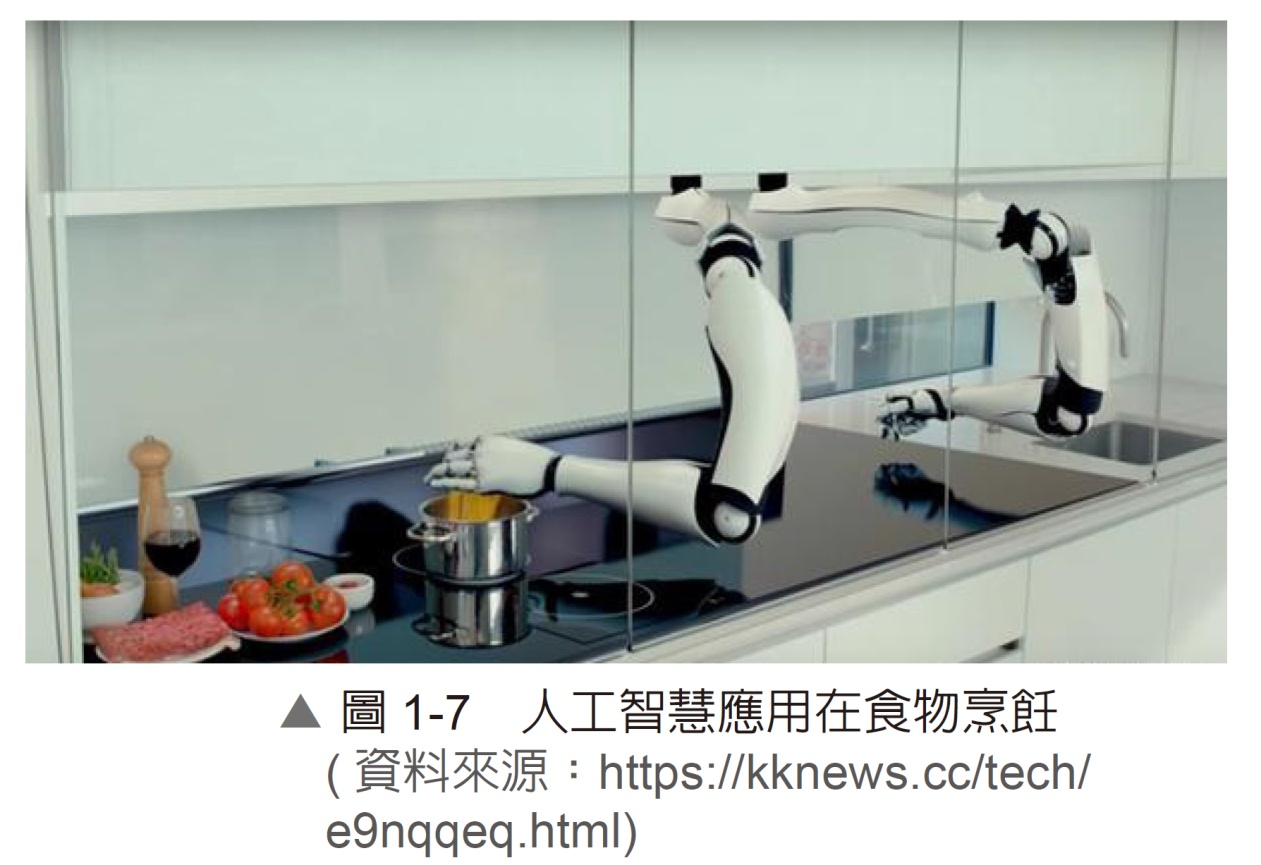 ▲ 圖 1-7　人工智慧應用在食物烹飪
( 資料來源：https://kknews.cc/tech/
e9nqqeq.html)